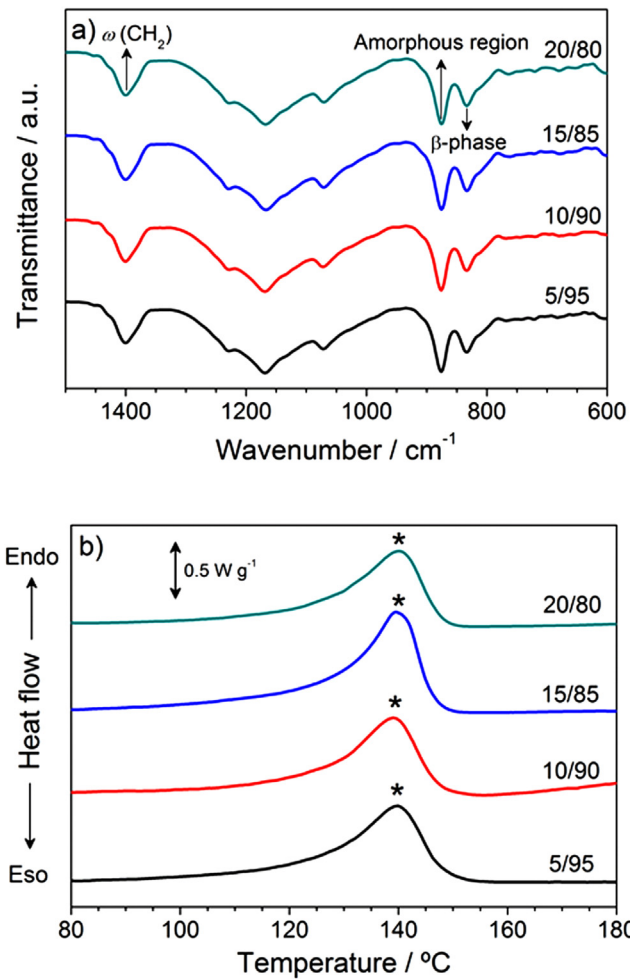 a) ω (CH₂)
Amorphous region
20/80
β-phase
15/85
10/90
5/95
Transmittance / a.u.
1400 1200 1000 800 600
Wavenumber / cm⁻¹
b)
Endo
0.5 W g⁻¹
*
20/80
*
15/85
Heat flow
*
10/90
*
5/95
Eso
80 100 120 140 160 180
Temperature / ºC